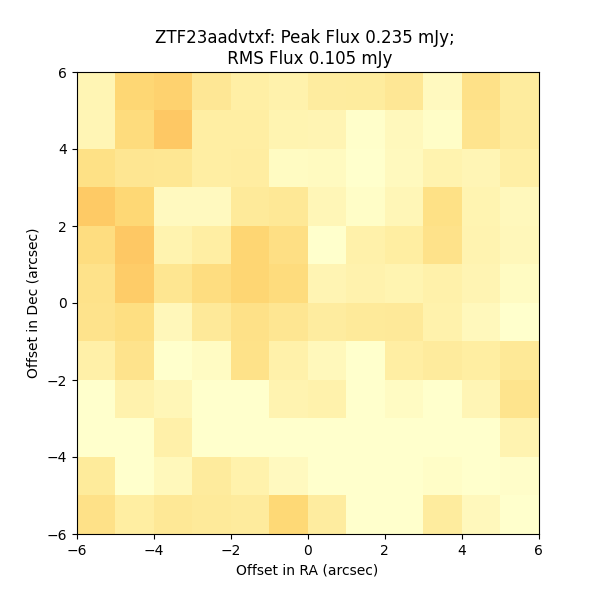 ZTF23aadvtxf: Peak Flux 0.235 mJy;
RMS Flux 0.105 mJy
6
4
2
0
−2
−4
−6
Offset in Dec (arcsec)
−6 −4 −2 0 2 4 6
Offset in RA (arcsec)